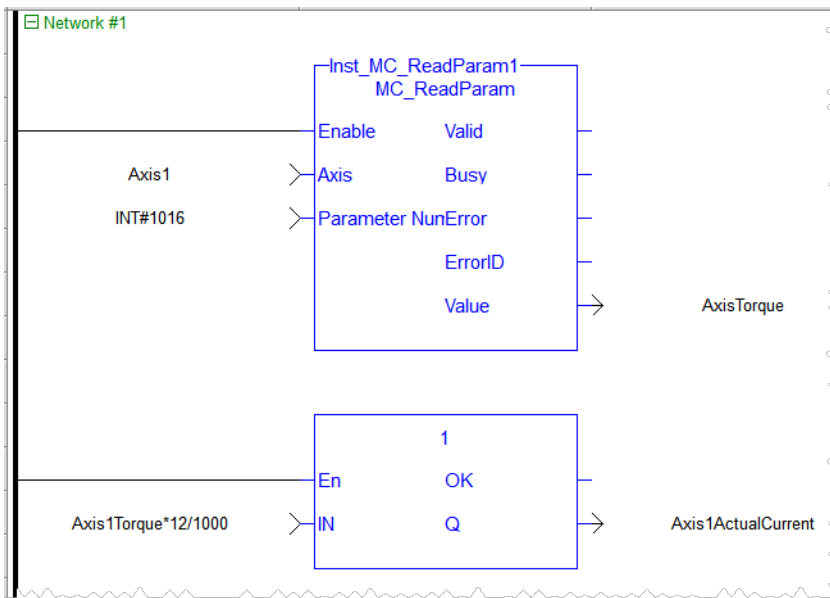 Network #1
Inst_MC_ReadParam1
MC_ReadParam
Enable Valid
Axis1 Axis Busy
INT#1016 Parameter NunError
ErrorID
Value AxisTorque
1
En OK
Axis1Torque*12/1000 IN Q Axis1ActualCurrent